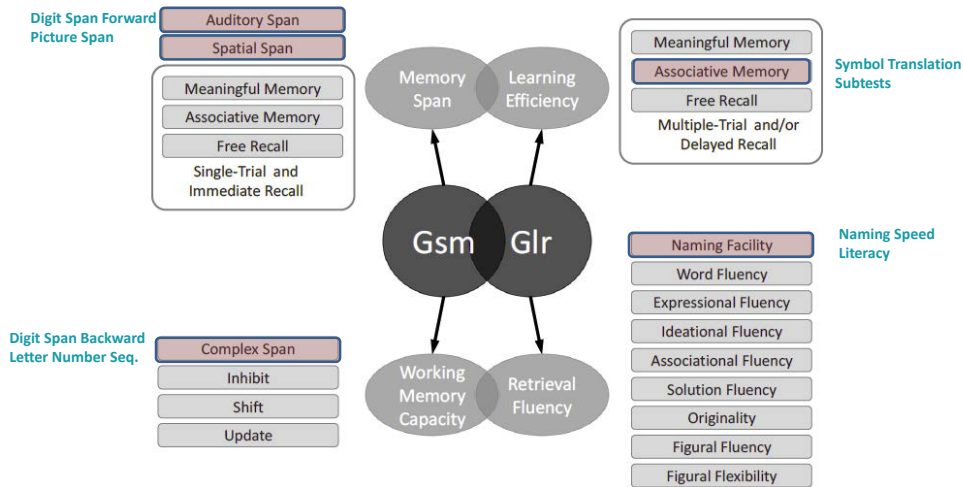 Digit Span Forward
Picture Span
Auditory Span
Spatial Span
Meaningful Memory
Associative Memory
Free Recall
Single-Trial and
Immediate Recall
Memory
Span
Learning
Efficiency
Meaningful Memory
Associative Memory
Free Recall
Multiple-Trial and/or
Delayed Recall
Symbol Translation
Subtests
Gsm
Glr
Naming Facility
Word Fluency
Expressional Fluency
Ideational Fluency
Associational Fluency
Solution Fluency
Originality
Figural Fluency
Figural Flexibility
Naming Speed
Literacy
Digit Span Backward
Letter Number Seq.
Complex Span
Inhibit
Shift
Update
Working
Memory
Capacity
Retrieval
Fluency